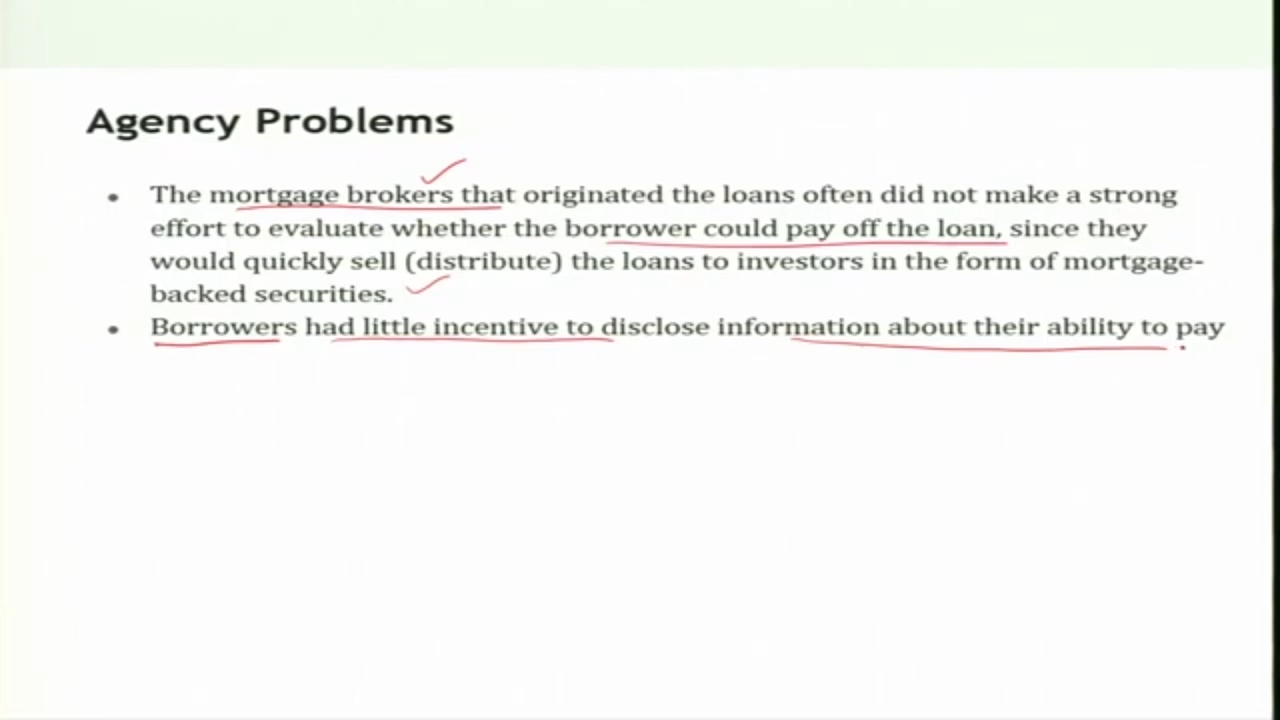 Agency Problems
• The mortgage brokers that originated the loans often did not make a strong
effort to evaluate whether the borrower could pay off the loan, since they
would quickly sell (distribute) the loans to investors in the form of mortgage-
backed securities.
• Borrowers had little incentive to disclose information about their ability to pay